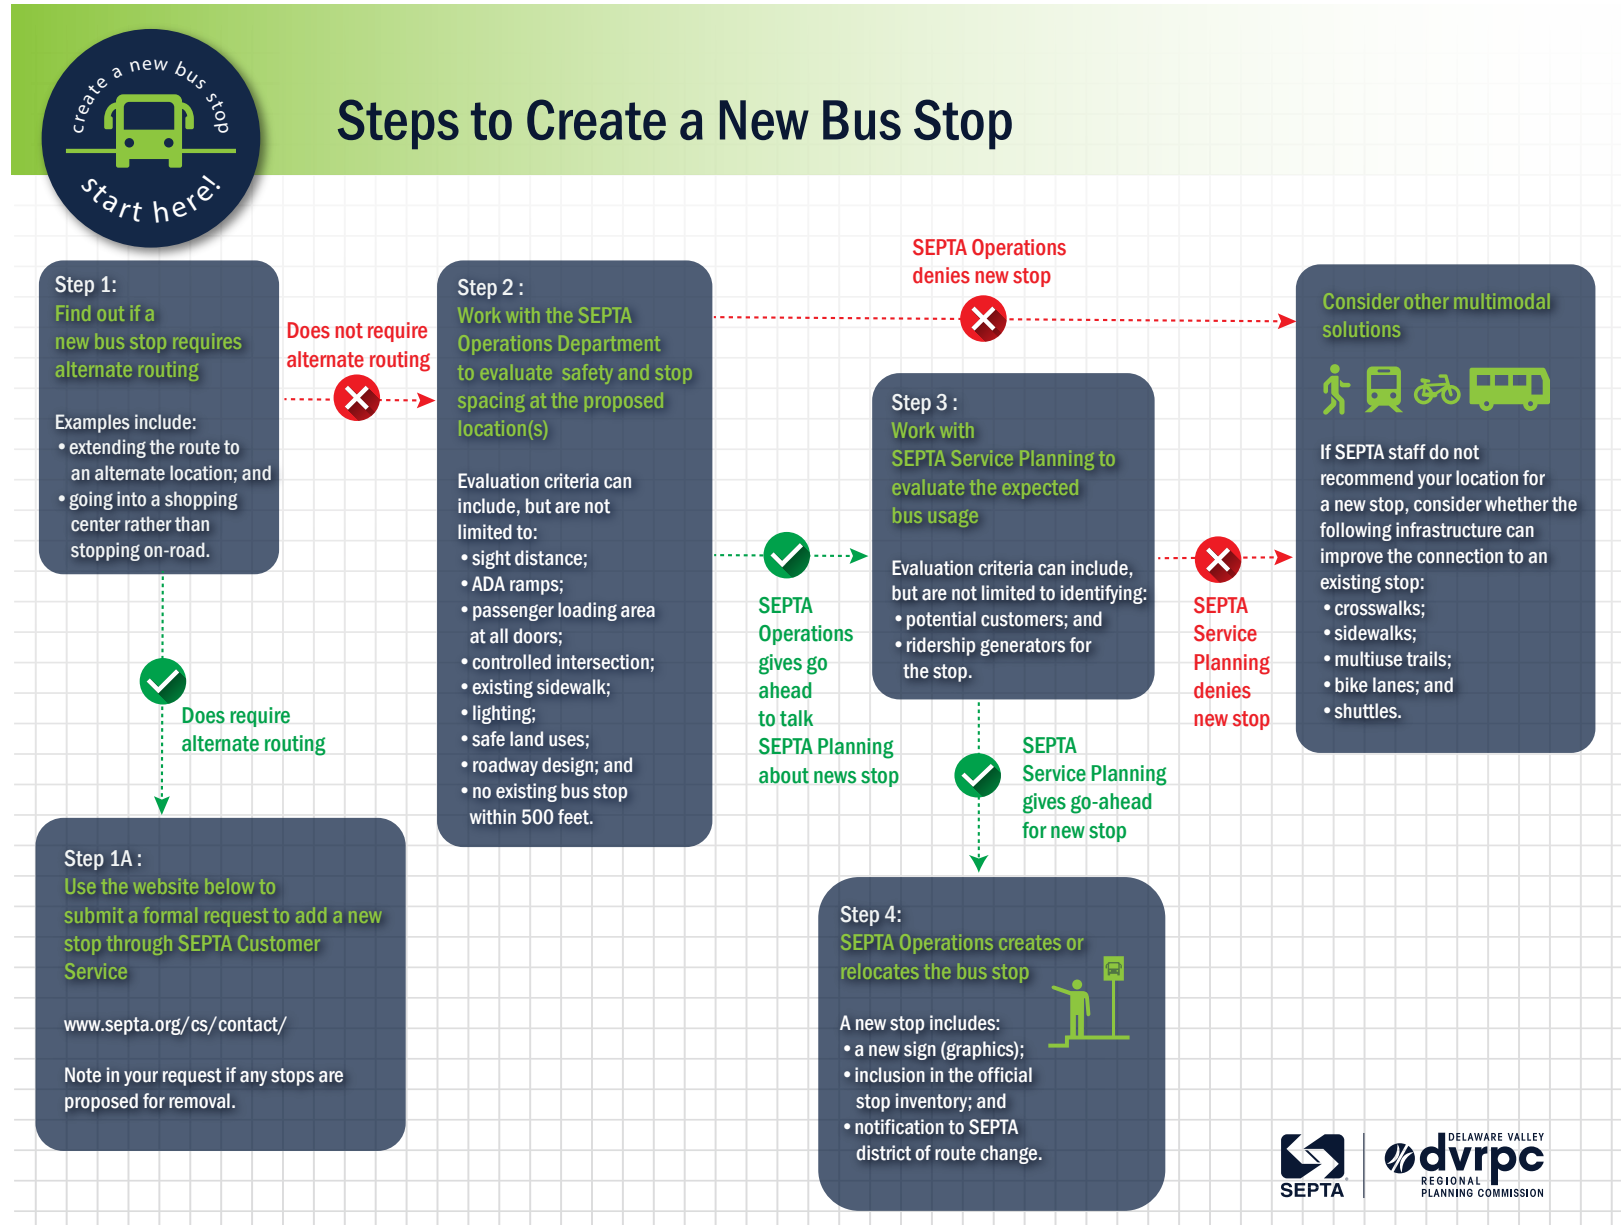 create a new bus stop
start here!
Steps to Create a New Bus Stop
Step 1:
Find out if a
new bus stop requires
alternate routing
Examples include:
• extending the route to
an alternate location; and
• going into a shopping
center rather than
stopping on-road.
Does not require
alternate routing
Does require
alternate routing
Step 1A :
Use the website below to
submit a formal request to add a new
stop through SEPTA Customer
Service
www.septa.org/cs/contact/
Note in your request if any stops are
proposed for removal.
Step 2 :
Work with the SEPTA
Operations Department
to evaluate safety and stop
spacing at the proposed
location(s)
Evaluation criteria can
include, but are not
limited to:
• sight distance;
• ADA ramps;
• passenger loading area
at all doors;
• controlled intersection;
• existing sidewalk;
• lighting;
• safe land uses;
• roadway design; and
• no existing bus stop
within 500 feet.
SEPTA Operations
denies new stop
SEPTA
Operations
gives go
ahead
to talk
SEPTA Planning
about news stop
Step 3 :
Work with
SEPTA Service Planning to
evaluate the expected
bus usage
Evaluation criteria can include,
but are not limited to identifying:
• potential customers; and
• ridership generators for
the stop.
SEPTA
Service
Planning
denies
new stop
SEPTA
Service Planning
gives go-ahead
for new stop
Step 4:
SEPTA Operations creates or
relocates the bus stop
A new stop includes:
• a new sign (graphics);
• inclusion in the official
stop inventory; and
• notification to SEPTA
district of route change.
Consider other multimodal
solutions
If SEPTA staff do not
recommend your location for
a new stop, consider whether the
following infrastructure can
improve the connection to an
existing stop:
• crosswalks;
• sidewalks;
• multiuse trails;
• bike lanes; and
• shuttles.
SEPTA
DELAWARE VALLEY
dvrpc
REGIONAL
PLANNING COMMISSION